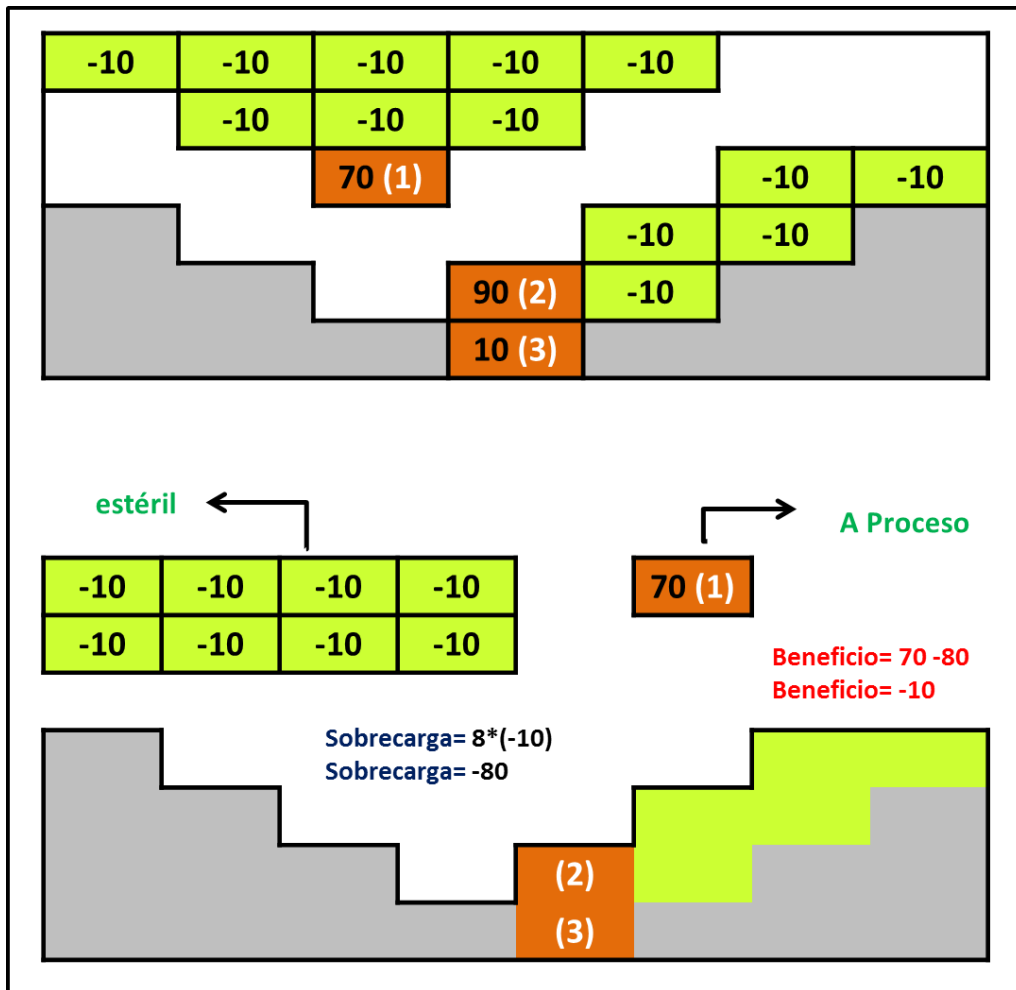 -10 -10 -10 -10 -10
-10 -10 -10
70 (1) -10 -10
-10 -10
90 (2) -10
10 (3)
estéril
A Proceso
-10 -10 -10 -10 70 (1)
-10 -10 -10 -10
Beneficio= 70 -80
Beneficio= -10
Sobrecarga= 8*(-10)
Sobrecarga= -80
(2)
(3)